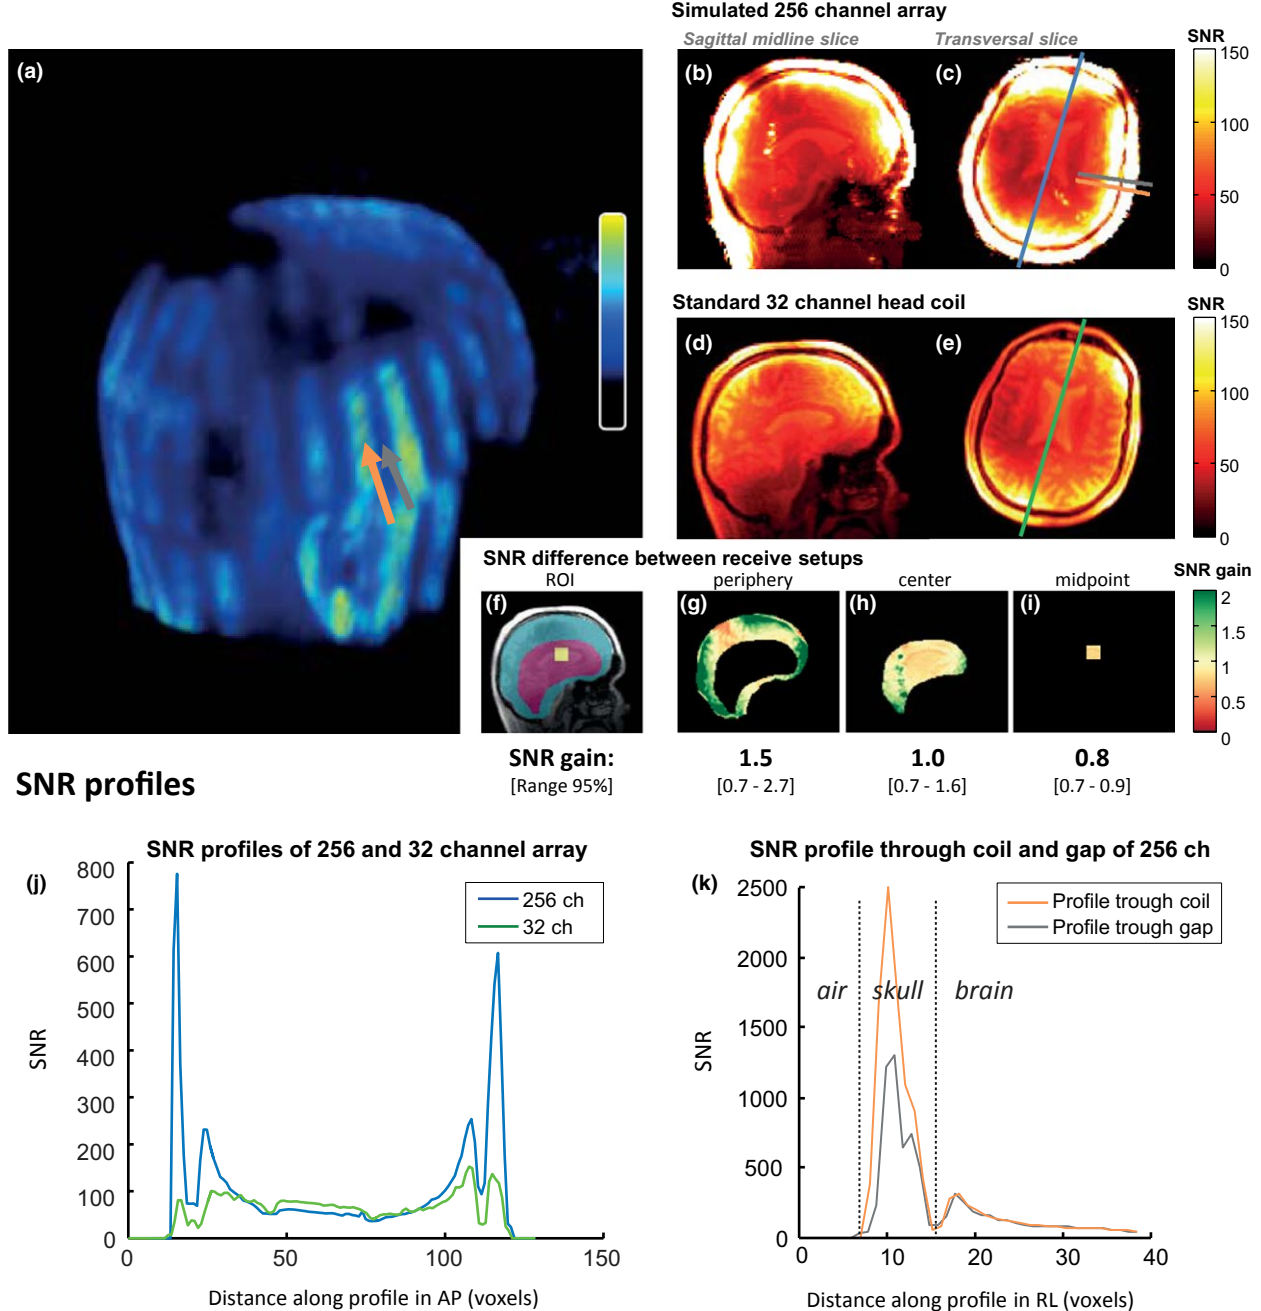 Simulated 256 channel array
Sagittal midline slice
Transversal slice
SNR
(a)
(b)
(c)
150
100
50
0
Standard 32 channel head coil
SNR
(d)
(e)
150
100
50
0
SNR difference between receive setups
ROI
periphery
center
midpoint
SNR gain
(f)
(g)
(h)
(i)
2
1.5
1
0.5
0
SNR gain:
1.5
1.0
0.8
[Range 95%]
[0.7 - 2.7]
[0.7 - 1.6]
[0.7 - 0.9]
SNR profiles
SNR profiles of 256 and 32 channel array
(j)
800
700
600
500
400
300
200
100
0
SNR
256 ch
32 ch
0
50
100
150
Distance along profile in AP (voxels)
SNR profile through coil and gap of 256 ch
(k)
2500
2000
1500
1000
500
0
SNR
Profile trough coil
Profile trough gap
air
skull
brain
0
10
20
30
40
Distance along profile in RL (voxels)